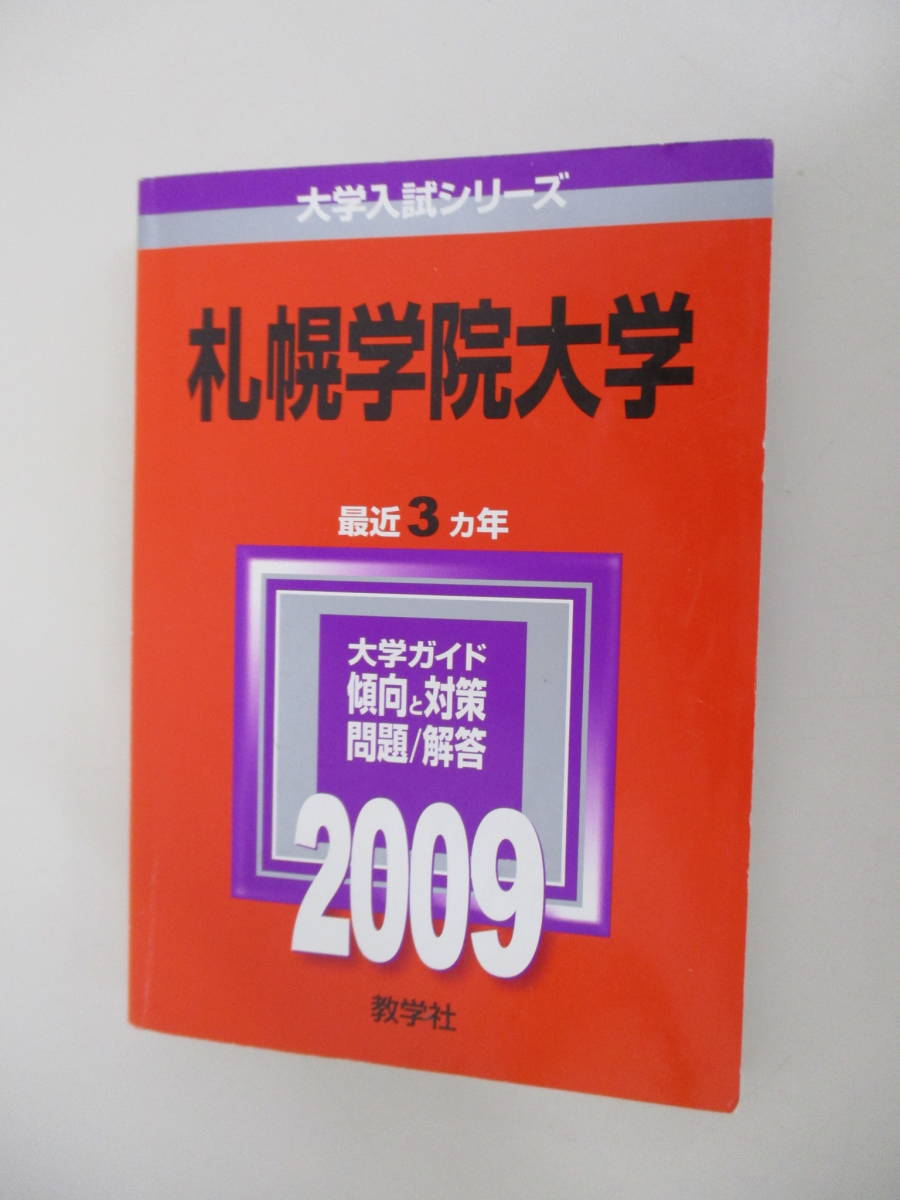 大学入試シリーズ
札幌学院大学
最近3ヵ年
大学ガイド
傾向と対策
問題/解答
2009
教学社